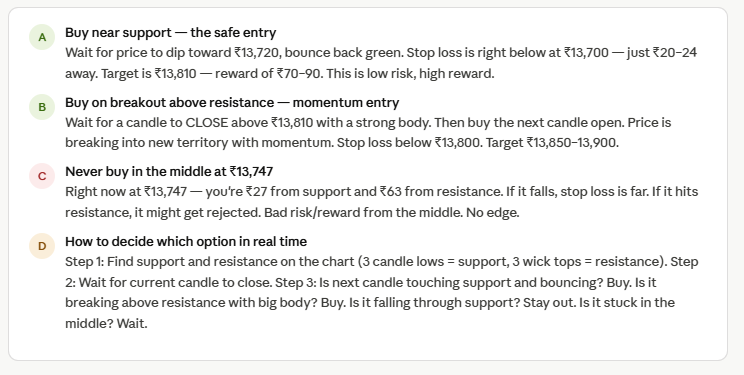 A
Buy near support — the safe entry
Wait for price to dip toward ₹13,720, bounce back green. Stop loss is right below at ₹13,700 — just ₹20–24
away. Target is ₹13,810 — reward of ₹70–90. This is low risk, high reward.
B
Buy on breakout above resistance — momentum entry
Wait for a candle to CLOSE above ₹13,810 with a strong body. Then buy the next candle open. Price is
breaking into new territory with momentum. Stop loss below ₹13,800. Target ₹13,850–13,900.
C
Never buy in the middle at ₹13,747
Right now at ₹13,747 — you're ₹27 from support and ₹63 from resistance. If it falls, stop loss is far. If it hits
resistance, it might get rejected. Bad risk/reward from the middle. No edge.
D
How to decide which option in real time
Step 1: Find support and resistance on the chart (3 candle lows = support, 3 wick tops = resistance). Step
2: Wait for current candle to close. Step 3: Is next candle touching support and bouncing? Buy. Is it
breaking above resistance with big body? Buy. Is it falling through support? Stay out. Is it stuck in the
middle? Wait.